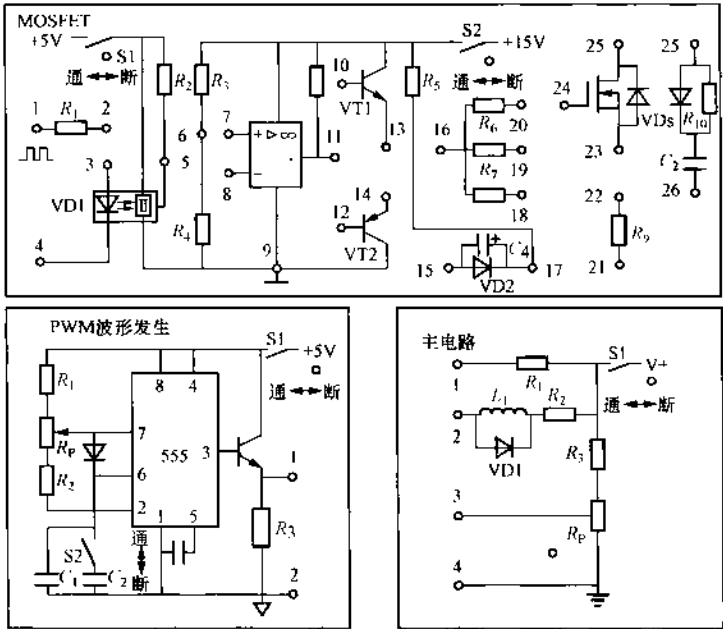 MOSFET
+5V
S1
通 断
S2
+15V
通 断
R2
R3
R5
10
VT1
13
25
25
24
VDs
R10
1
R1
2
3
6
5
7
8
+ ▷ ∞
-
11
16
R6
20
R7
19
18
23
C2
26
VD1
4
R4
9
12
14
VT2
15
C4
VD2
17
22
R9
21
PWM波形发生
S1
+5V
通 断
R1
RP
R2
8
4
7
6
2
555
3
1
5
1
R3
通
断
S2
C1
C2
2
主电路
S1
V+
通 断
1
R1
L1
R2
2
VD1
R3
3
RP
4